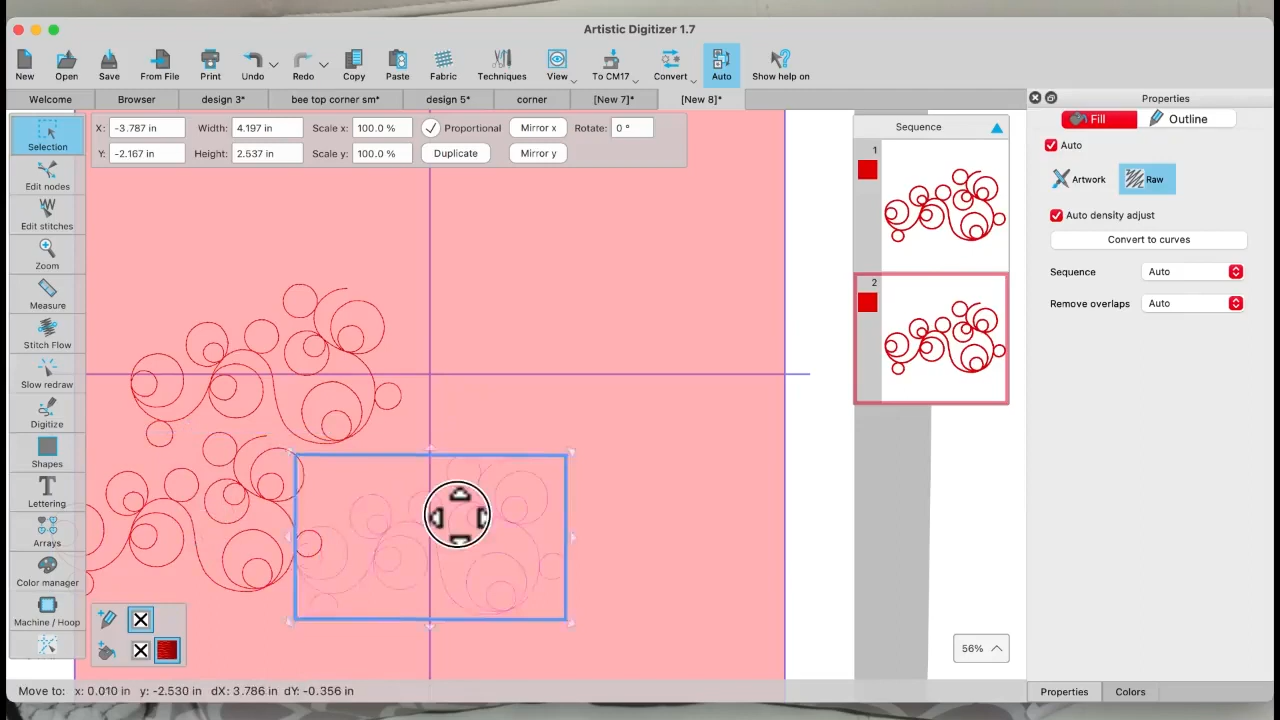 Artistic Digitizer 1.7
New Open Save From File Print Undo Redo Copy Paste Fabric Techniques View To CM17 Convert Auto Show help on
Welcome Browser design 3* bee top corner sm* design 5* corner [New 7]* [New 8]*
Properties
X: -3.787 in Width: 4.197 in Scale x: 100.0 % Proportional Mirror x Rotate: 0 °
Y: -2.167 in Height: 2.537 in Scale y: 100.0 % Duplicate Mirror y
Selection
Edit nodes
Edit stitches
Zoom
Measure
Stitch Flow
Slow redraw
Digitize
Shapes
Lettering
Arrays
Color manager
Machine / Hoop
Sequence
1
2
56%
Fill Outline
Auto
Artwork Raw
Auto density adjust
Convert to curves
Sequence Auto
Remove overlaps Auto
Move to: x: 0.010 in y: -2.530 in dX: 3.786 in dY: -0.356 in
Properties Colors